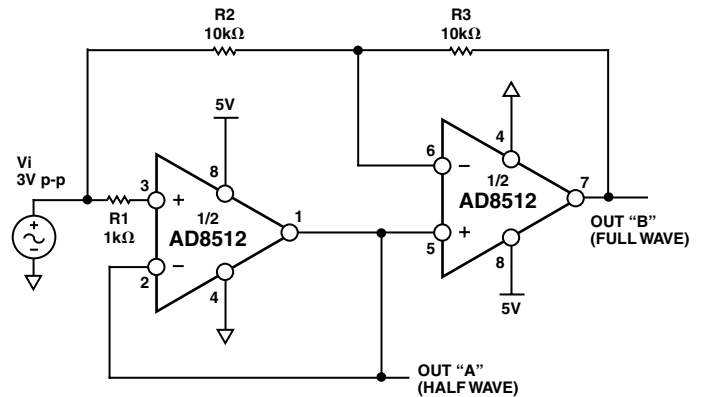 R2
10kΩ
R3
10kΩ
5V
4
Vi
3V p-p
8
6
−
1/2
AD8512
7
3
+
1/2
AD8512
1
R1
1kΩ
+
5
+
OUT “B”
(FULL WAVE)
−
2
4
8
5V
OUT “A”
(HALF WAVE)